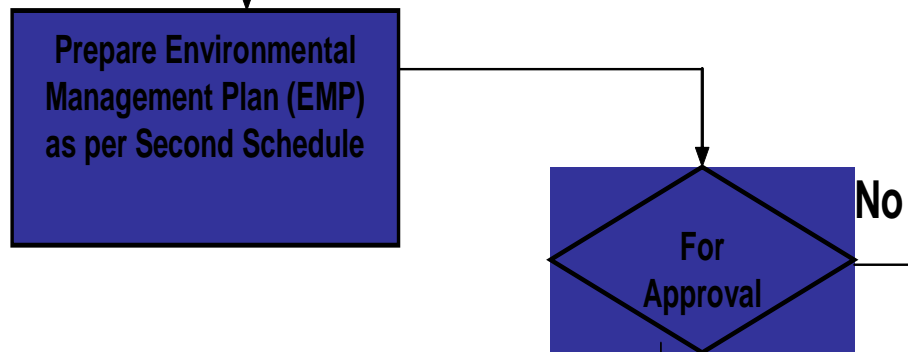 Prepare Environmental
Management Plan (EMP)
as per Second Schedule
No
For
Approval